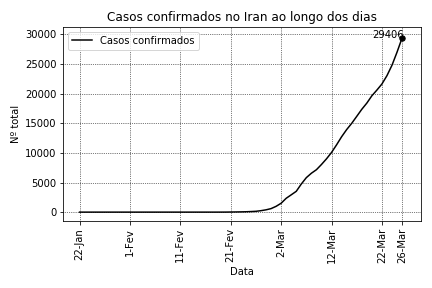 Casos confirmados no Iran ao longo dos dias
Casos confirmados
29406
Nº total
30000
25000
20000
15000
10000
5000
0
22-Jan
1-Fev
11-Fev
21-Fev
2-Mar
12-Mar
22-Mar
26-Mar
Data